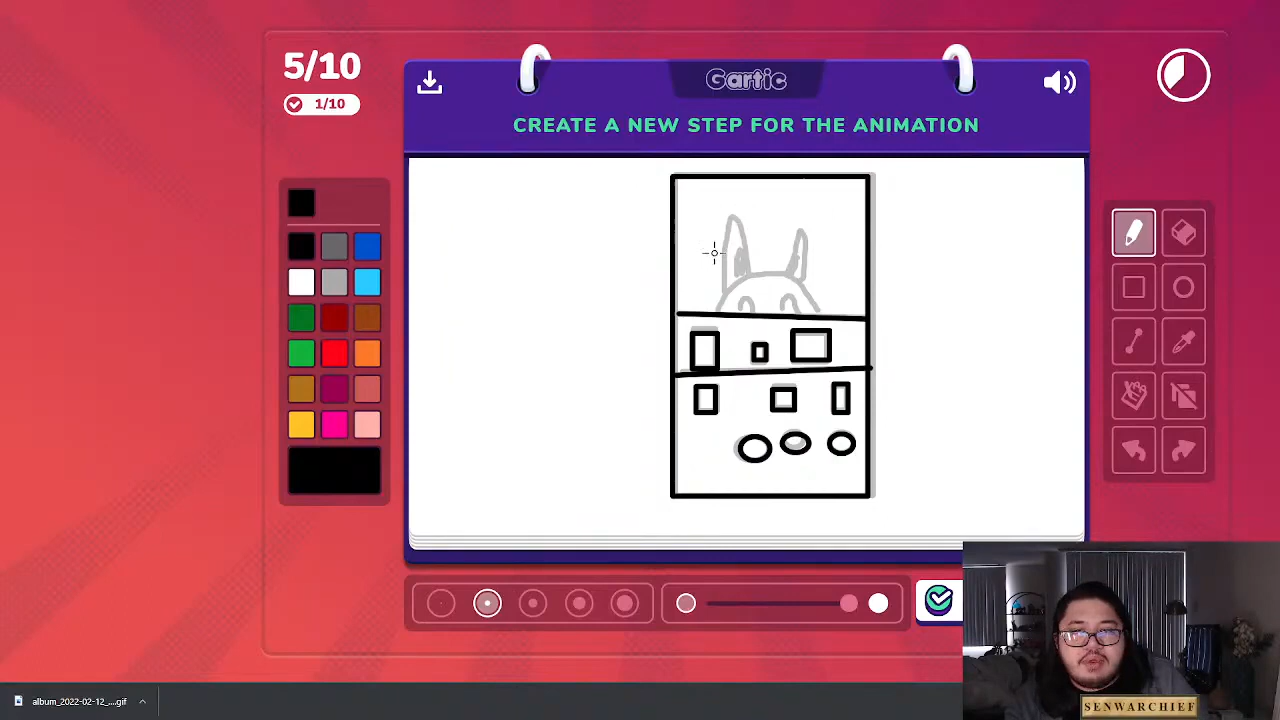 5/10
1/10
Gartic
CREATE A NEW STEP FOR THE ANIMATION
album_2022-02-12_....gif
SENWARCHIEF